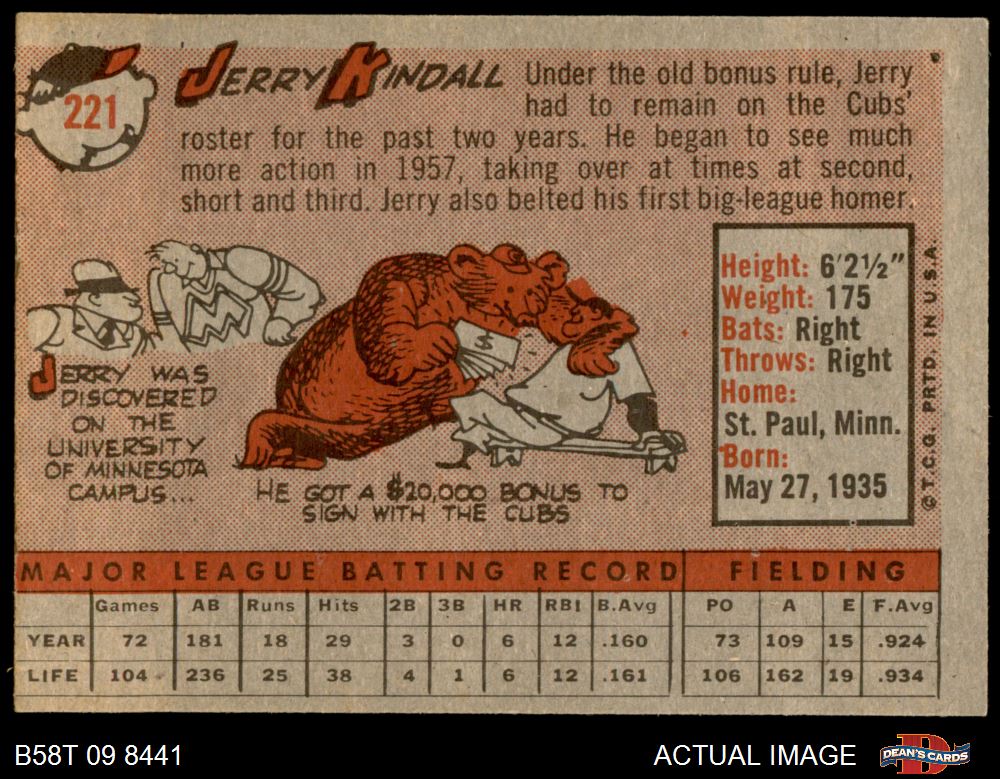 221
JERRY KINDALL
Under the old bonus rule, Jerry
had to remain on the Cubs'
roster for the past two years. He began to see much
more action in 1957, taking over at times at second,
short and third. Jerry also belted his first big-league homer.
JERRY WAS
DISCOVERED
ON THE
UNIVERSITY
OF MINNESOTA
CAMPUS...
$
HE GOT A $20,000 BONUS TO
SIGN WITH THE CUBS
Height: 6'2½"
Weight: 175
Bats: Right
Throws: Right
Home:
St. Paul, Minn.
Born:
May 27, 1935
© T.C.G. PRTD. IN U.S.A.
MAJOR LEAGUE BATTING RECORD FIELDING
Games AB Runs Hits 2B 3B HR RBI B.Avg PO A E F.Avg
YEAR 72 181 18 29 3 0 6 12 .160 73 109 15 .924
LIFE 104 236 25 38 4 1 6 12 .161 106 162 19 .934
B58T 09 8441 ACTUAL IMAGE DEAN'S CARDS